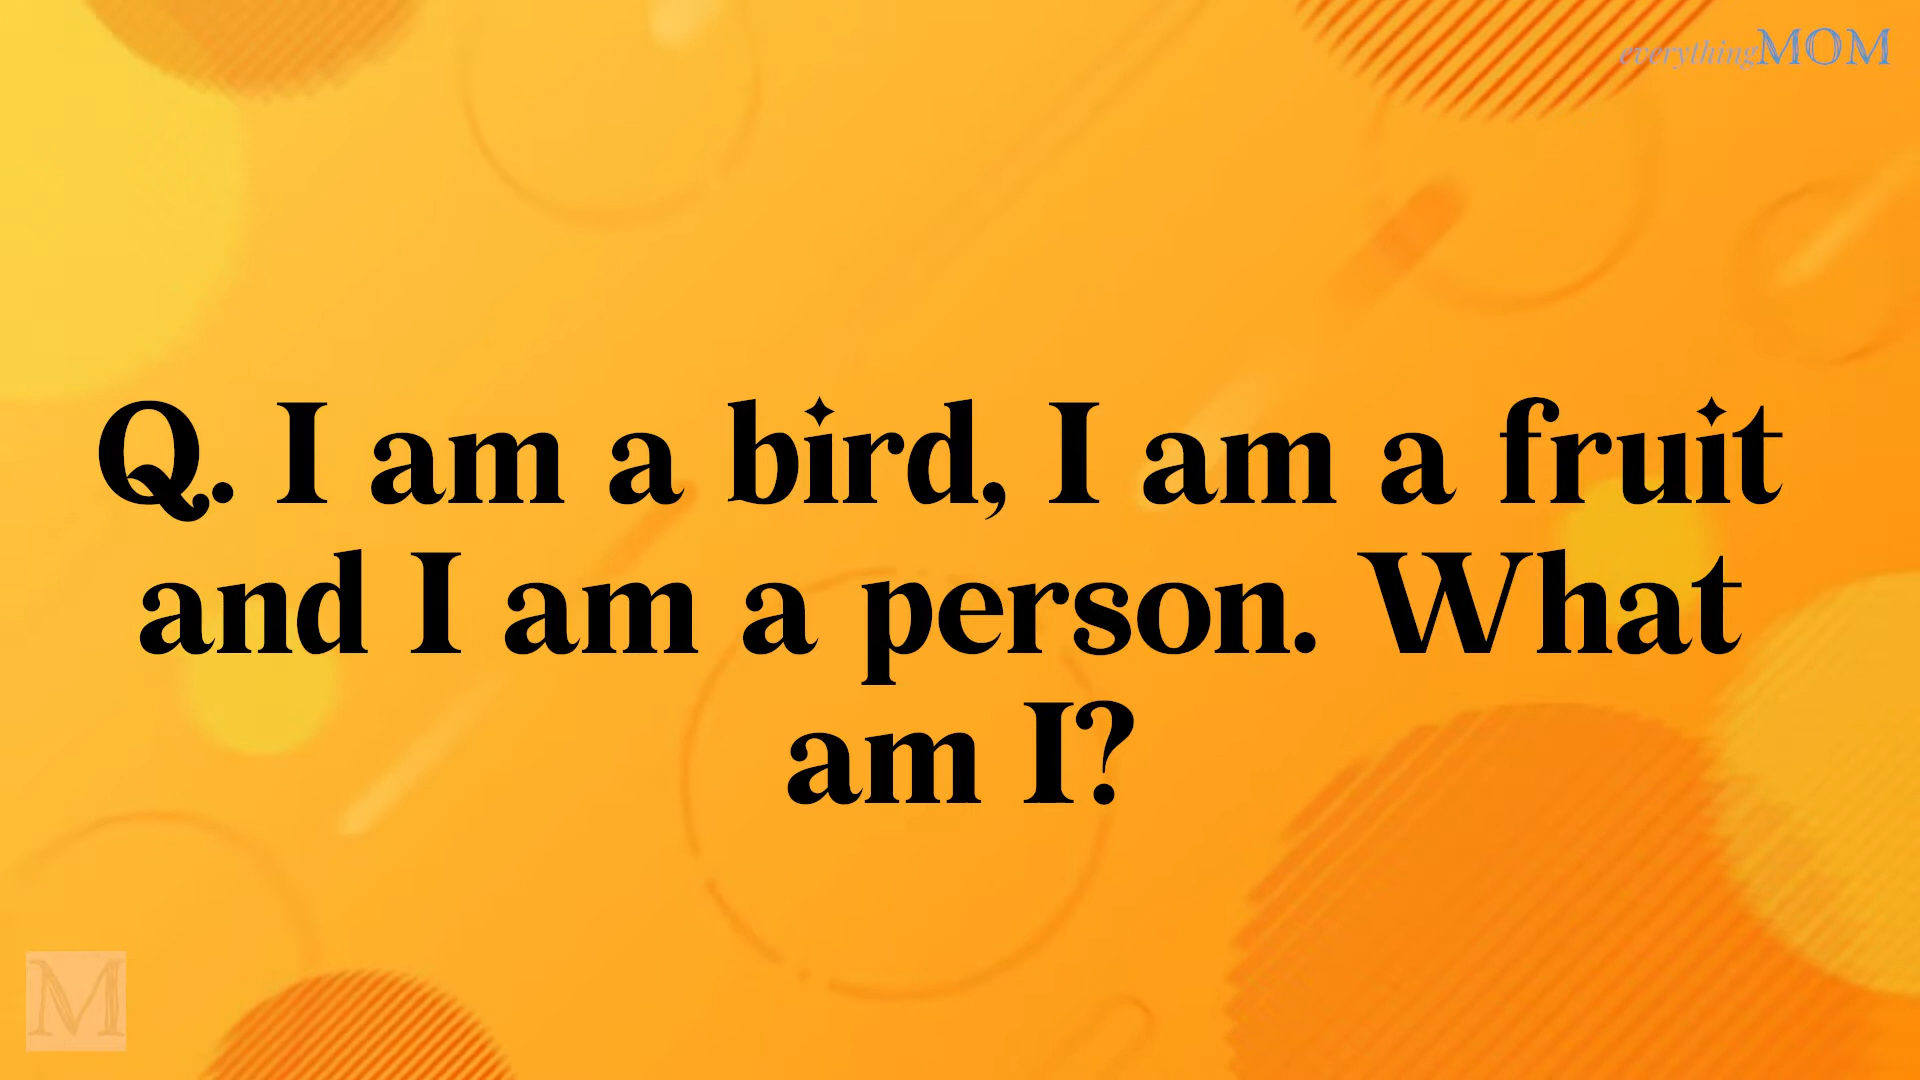 everythingMOM
Q. I am a bird, I am a fruit
and I am a person. What
am I?
M